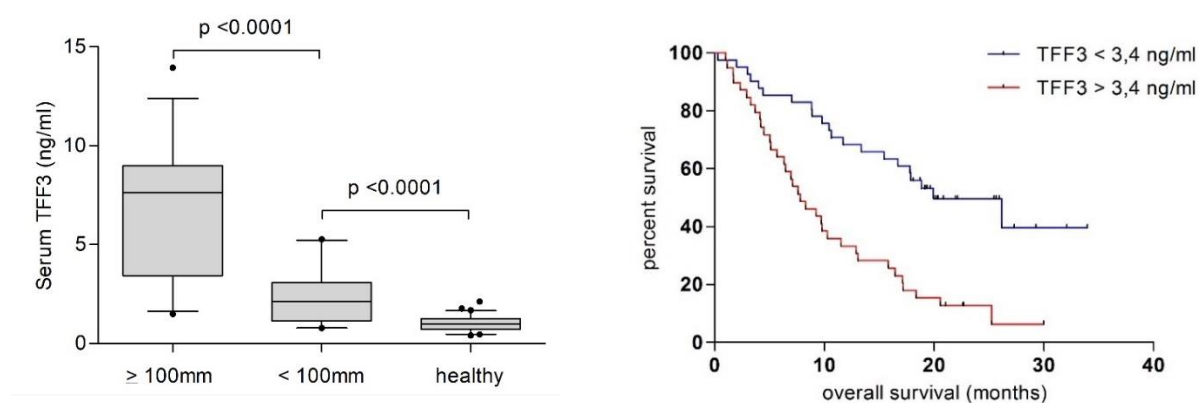 p <0.0001
15
10
5
0
Serum TFF3 (ng/ml)
p <0.0001
≥ 100mm
< 100mm
healthy
TFF3 < 3,4 ng/ml
TFF3 > 3,4 ng/ml
100
80
60
40
20
0
percent survival
0 10 20 30 40
overall survival (months)